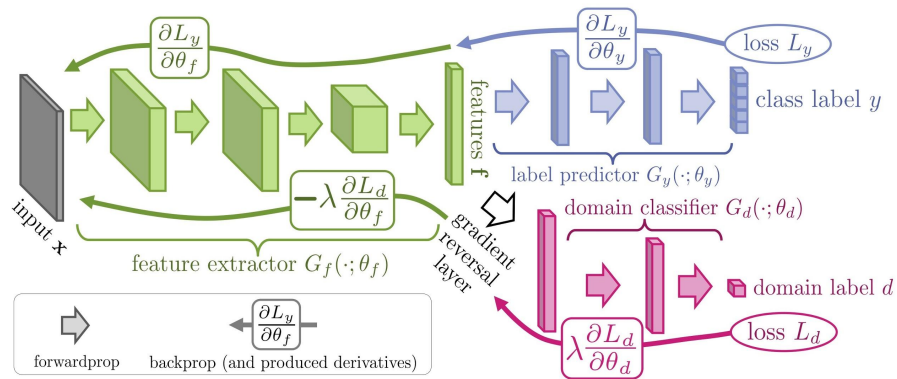 ∂L_y/∂θ_f
∂L_y/∂θ_y
loss L_y
class label y
features f
input x
label predictor G_y(·; θ_y)
−λ ∂L_d/∂θ_f
feature extractor G_f(·; θ_f)
gradient
reversal
layer
domain classifier G_d(·; θ_d)
domain label d
λ ∂L_d/∂θ_d
loss L_d
∂L_y/∂θ_f
forwardprop
backprop (and produced derivatives)